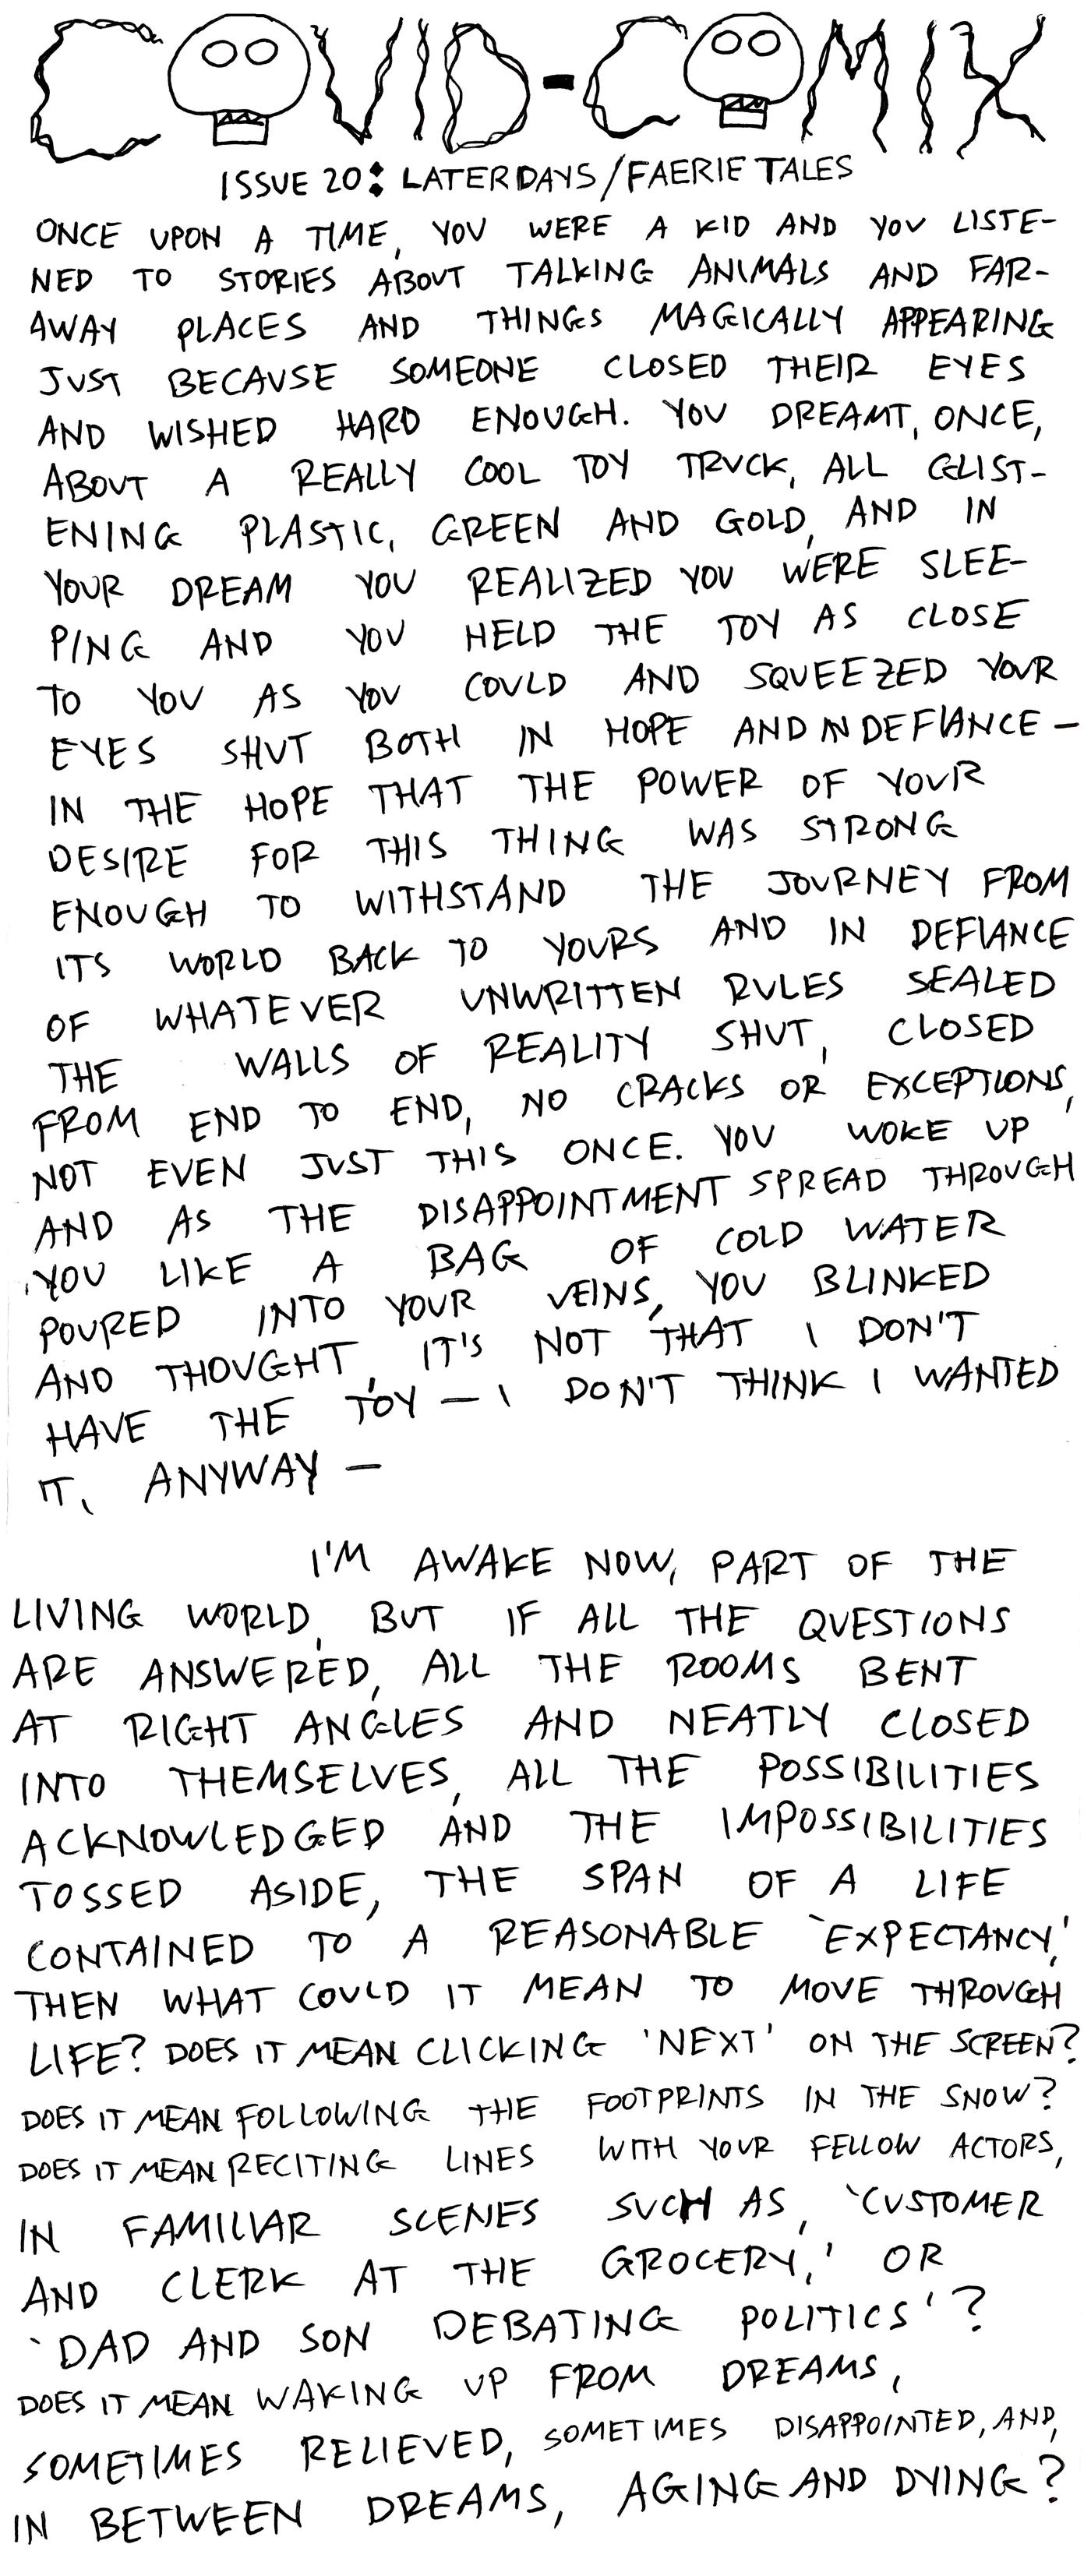 COVID-COMIX
ISSUE 20: LATER DAYS/FAERIE TALES
ONCE UPON A TIME, YOU WERE A KID AND YOU LISTE-
NED TO STORIES ABOUT TALKING ANIMALS AND FAR-
AWAY PLACES AND THINGS MAGICALLY APPEARING
JUST BECAUSE SOMEONE CLOSED THEIR EYES
AND WISHED HARD ENOUGH. YOU DREAMT, ONCE,
ABOUT A REALLY COOL TOY TRUCK, ALL GLIST-
ENING PLASTIC, GREEN AND GOLD, AND IN
YOUR DREAM YOU REALIZED YOU WERE SLEE-
PING AND YOU HELD THE TOY AS CLOSE
TO YOU AS YOU COULD AND SQUEEZED YOUR
EYES SHUT BOTH IN HOPE AND IN DEFIANCE —
IN THE HOPE THAT THE POWER OF YOUR
DESIRE FOR THIS THING WAS STRONG
ENOUGH TO WITHSTAND THE JOURNEY FROM
ITS WORLD BACK TO YOURS AND IN DEFIANCE
OF WHATEVER UNWRITTEN RULES SEALED
THE WALLS OF REALITY SHUT, CLOSED
FROM END TO END, NO CRACKS OR EXCEPTIONS,
NOT EVEN JUST THIS ONCE. YOU WOKE UP
AND AS THE DISAPPOINTMENT SPREAD THROUGH
YOU LIKE A BAG OF COLD WATER
POURED INTO YOUR VEINS, YOU BLINKED
AND THOUGHT, IT'S NOT THAT I DON'T
HAVE THE TOY — I DON'T THINK I WANTED
IT, ANYWAY —
I'M AWAKE NOW, PART OF THE
LIVING WORLD, BUT IF ALL THE QUESTIONS
ARE ANSWERED, ALL THE ROOMS BENT
AT RIGHT ANGLES AND NEATLY CLOSED
INTO THEMSELVES, ALL THE POSSIBILITIES
ACKNOWLEDGED AND THE IMPOSSIBILITIES
TOSSED ASIDE, THE SPAN OF A LIFE
CONTAINED TO A REASONABLE 'EXPECTANCY,'
THEN WHAT COULD IT MEAN TO MOVE THROUGH
LIFE? DOES IT MEAN CLICKING 'NEXT' ON THE SCREEN?
DOES IT MEAN FOLLOWING THE FOOTPRINTS IN THE SNOW?
DOES IT MEAN RECITING LINES WITH YOUR FELLOW ACTORS,
IN FAMILIAR SCENES SUCH AS, 'CUSTOMER
AND CLERK AT THE GROCERY,' OR
'DAD AND SON DEBATING POLITICS'?
DOES IT MEAN WAKING UP FROM DREAMS,
SOMETIMES RELIEVED, SOMETIMES DISAPPOINTED, AND,
IN BETWEEN DREAMS, AGING AND DYING?